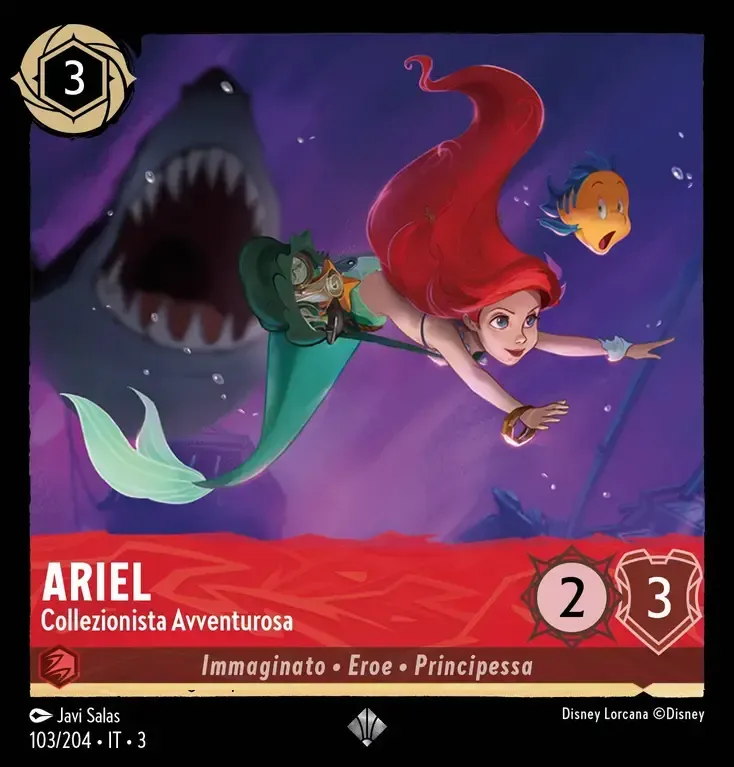 3
ARIEL
Collezionista Avventurosa
2
3
Immaginato • Eroe • Principessa
Javi Salas
Disney Lorcana ©Disney
103/204 • IT • 3